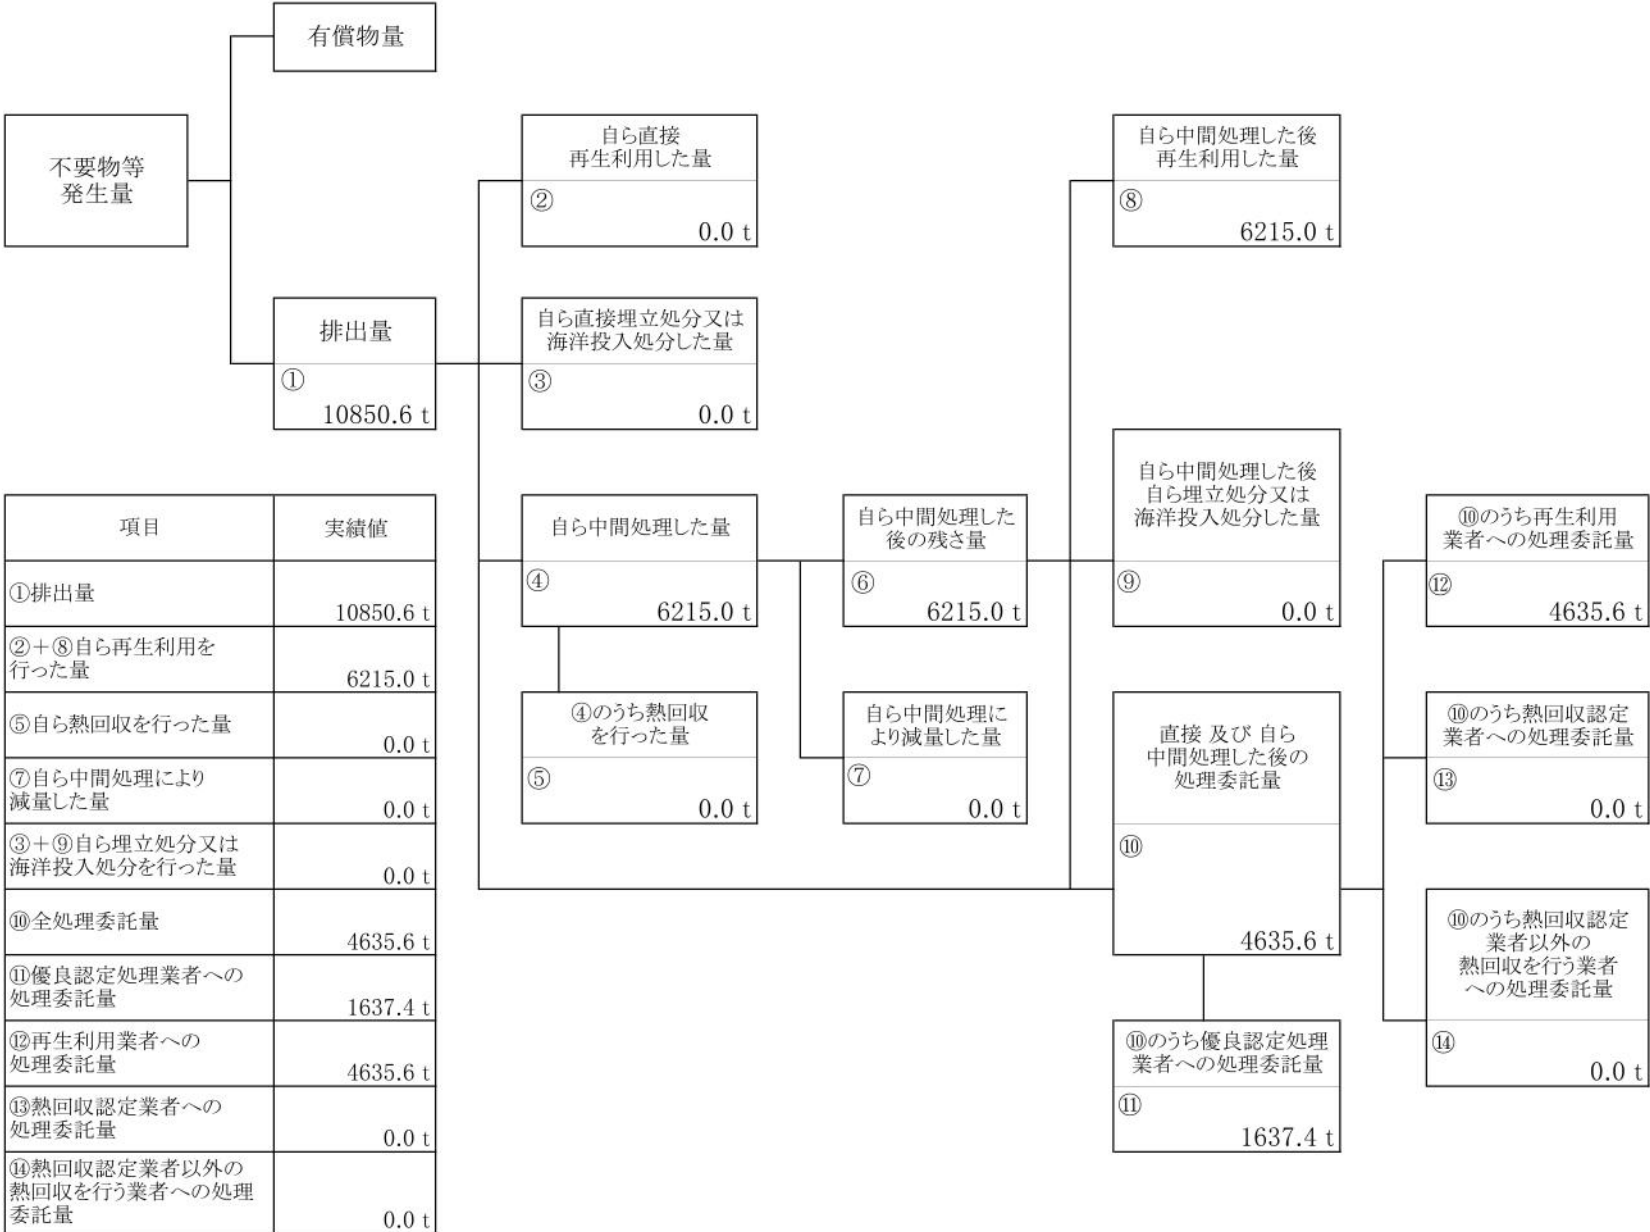 有償物量
不要物等
発生量
排出量
①
10850.6 t
自ら直接
再生利用した量
②
0.0 t
自ら直接埋立処分又は
海洋投入処分した量
③
0.0 t
自ら中間処理した量
④
6215.0 t
④のうち熱回収
を行った量
⑤
0.0 t
自ら中間処理した
後の残さ量
⑥
6215.0 t
自ら中間処理に
より減量した量
⑦
0.0 t
自ら中間処理した後
再生利用した量
⑧
6215.0 t
自ら中間処理した後
自ら埋立処分又は
海洋投入処分した量
⑨
0.0 t
直接 及び 自ら
中間処理した後の
処理委託量
⑩
4635.6 t
⑩のうち優良認定処理
業者への処理委託量
⑪
1637.4 t
⑩のうち再生利用
業者への処理委託量
⑫
4635.6 t
⑩のうち熱回収認定
業者への処理委託量
⑬
0.0 t
⑩のうち熱回収認定
業者以外の
熱回収を行う業者
への処理委託量
⑭
0.0 t
項目
実績値
①排出量
10850.6 t
②＋⑧自ら再生利用を
行った量
6215.0 t
⑤自ら熱回収を行った量
0.0 t
⑦自ら中間処理により
減量した量
0.0 t
③＋⑨自ら埋立処分又は
海洋投入処分を行った量
0.0 t
⑩全処理委託量
4635.6 t
⑪優良認定処理業者への
処理委託量
1637.4 t
⑫再生利用業者への
処理委託量
4635.6 t
⑬熱回収認定業者への
処理委託量
0.0 t
⑭熱回収認定業者以外の
熱回収を行う業者への処理
委託量
0.0 t